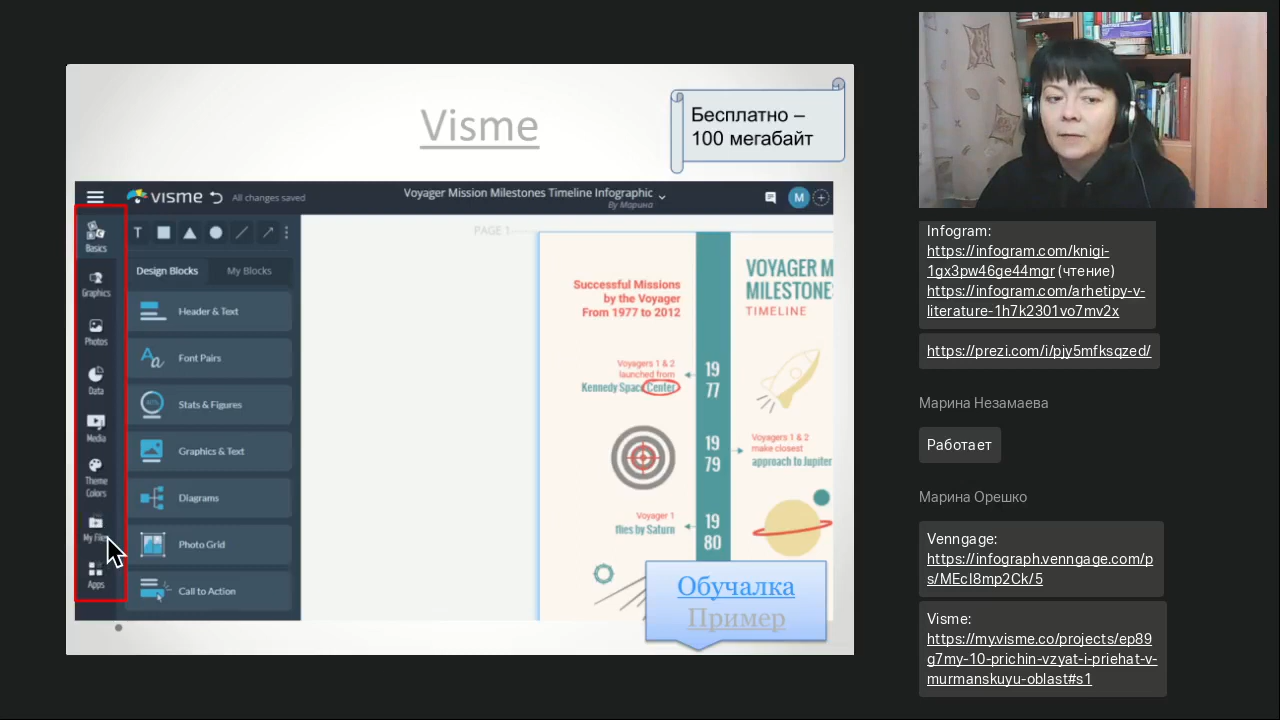 Visme
Бесплатно –
100 мегабайт
visme
All changes saved
Voyager Mission Milestones Timeline Infographic
By Марина
M
Basics
Graphics
Photos
Data
Media
Theme
Colors
My Files
Apps
T
Design Blocks
My Blocks
Header & Text
Font Pairs
Stats & Figures
Graphics & Text
Diagrams
Photo Grid
Call to Action
PAGE 1
Successful Missions
by the Voyager
From 1977 to 2012
VOYAGER M
MILESTONE
TIMELINE
Voyagers 1 & 2
launched from
Kennedy Space Center
19
77
19
79
Voyagers 1 & 2
make closest
approach to Jupiter
Voyager 1
flies by Saturn
19
80
Обучалка
Пример
Infogram:
https://infogram.com/knigi-
1gx3pw46ge44mgr (чтение)
https://infogram.com/arhetipy-v-
literature-1h7k2301vo7mv2x
https://prezi.com/i/pjy5mfksqzed/
Марина Незамаева
Работает
Марина Орешко
Venngage:
https://infograph.venngage.com/p
s/MEcI8mp2Ck/5
Visme:
https://my.visme.co/projects/ep89
g7my-10-prichin-vzyat-i-priehat-v-
murmanskuyu-oblast#s1